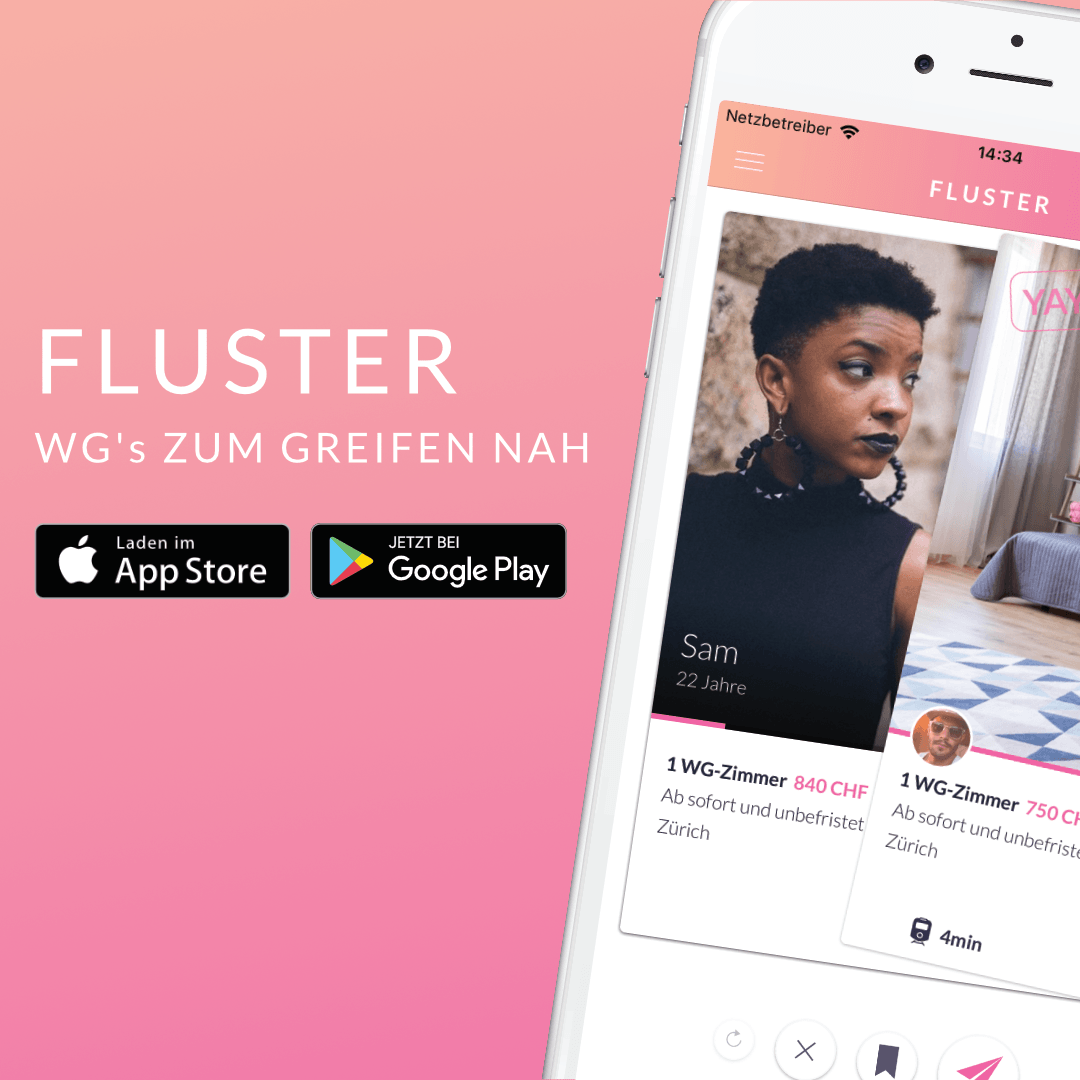 FLUSTER
WG's ZUM GREIFEN NAH
Laden im
App Store
JETZT BEI
Google Play
Netzbetreiber
14:34
FLUSTER
YAY
Sam
22 Jahre
1 WG-Zimmer 840 CHF
Ab sofort und unbefristet
Zürich
1 WG-Zimmer 750 CH
Ab sofort und unbefriste
Zürich
4min